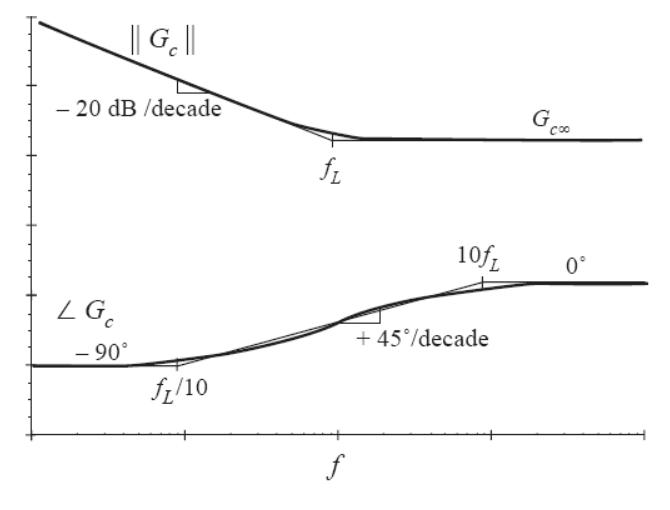 ‖ G_c ‖
– 20 dB /decade
G_c∞
f_L
10f_L
0°
∠ G_c
+ 45°/decade
– 90°
f_L/10
f